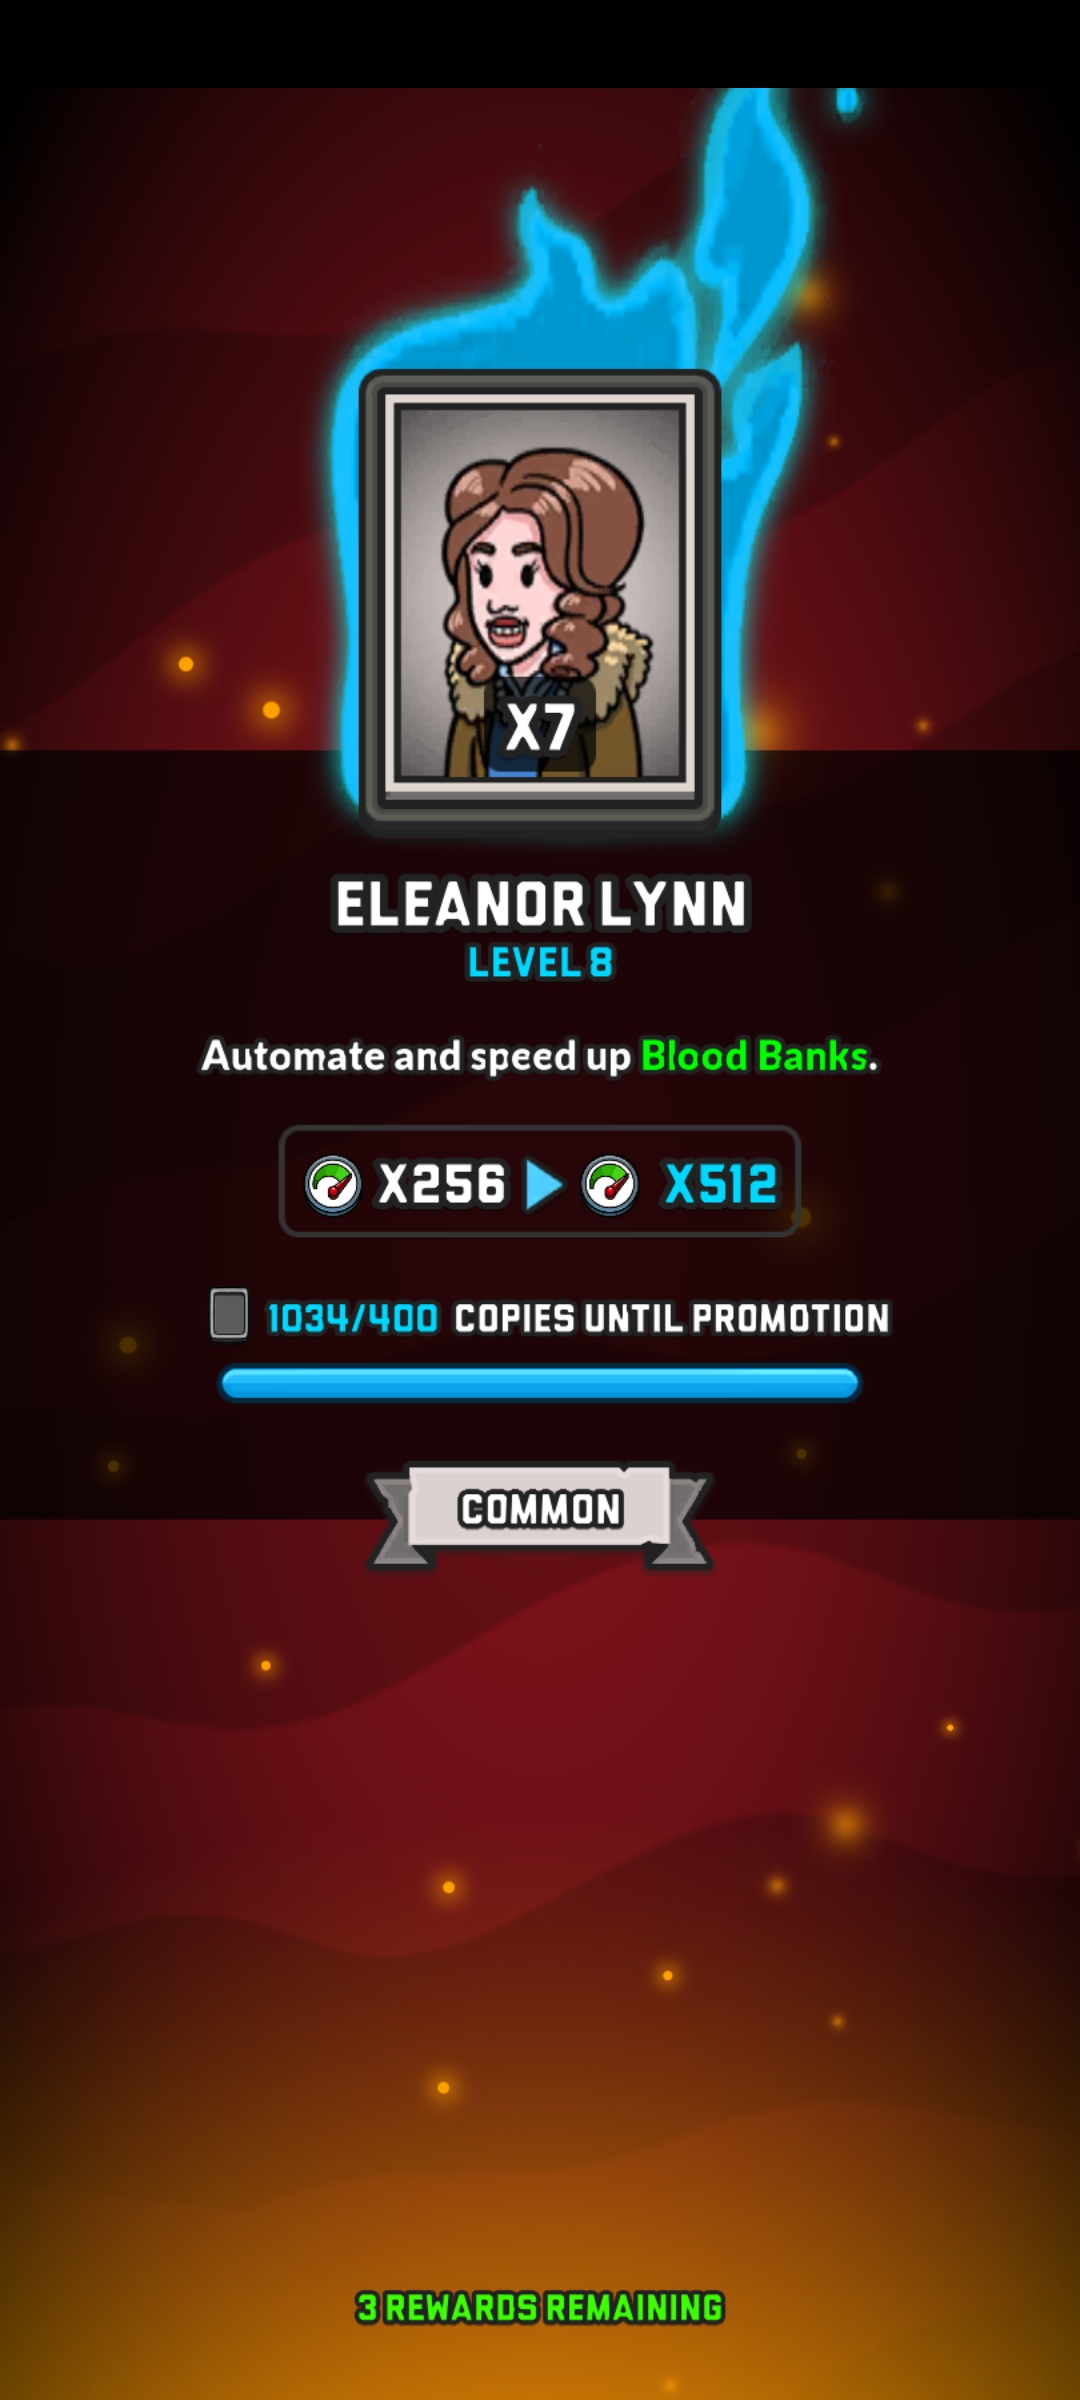 X7
ELEANOR LYNN
LEVEL 8
Automate and speed up Blood Banks.
X256 X512
1034/400 COPIES UNTIL PROMOTION
COMMON
3 REWARDS REMAINING